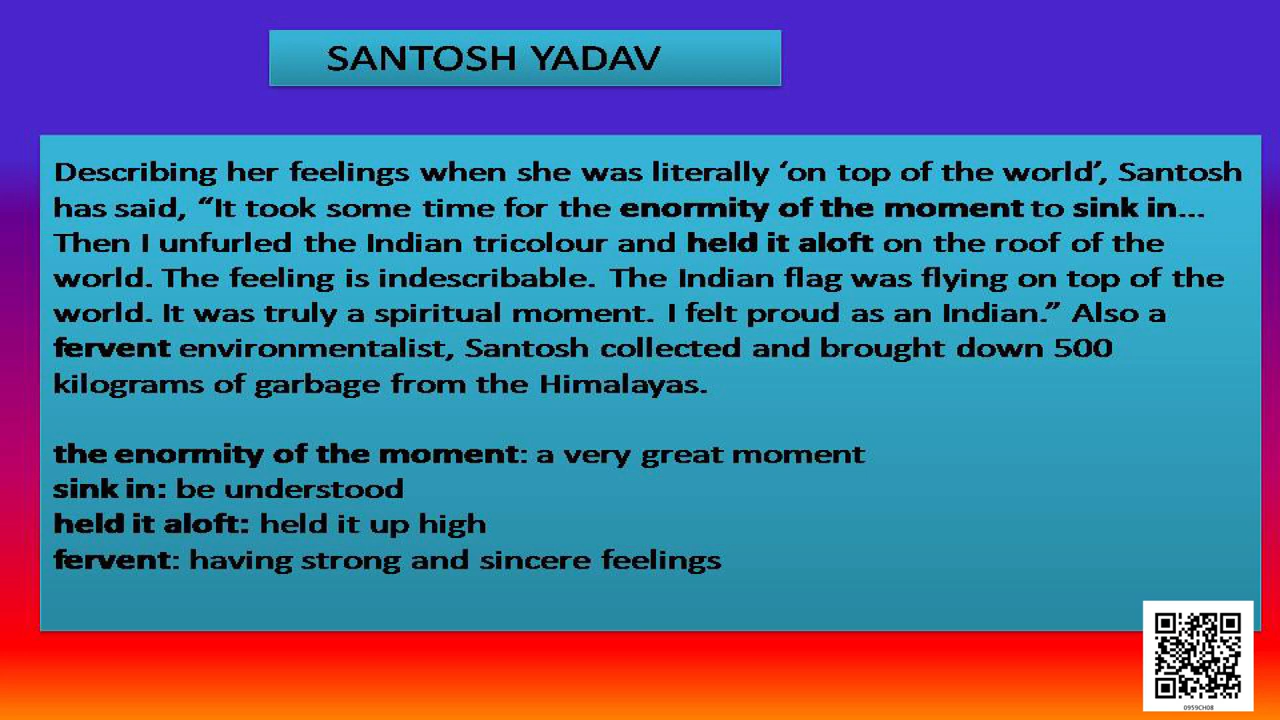 SANTOSH YADAV
Describing her feelings when she was literally ‘on top of the world’, Santosh
has said, “It took some time for the enormity of the moment to sink in...
Then I unfurled the Indian tricolour and held it aloft on the roof of the
world. The feeling is indescribable. The Indian flag was flying on top of the
world. It was truly a spiritual moment. I felt proud as an Indian.” Also a
fervent environmentalist, Santosh collected and brought down 500
kilograms of garbage from the Himalayas.
the enormity of the moment: a very great moment
sink in: be understood
held it aloft: held it up high
fervent: having strong and sincere feelings
0959CH08